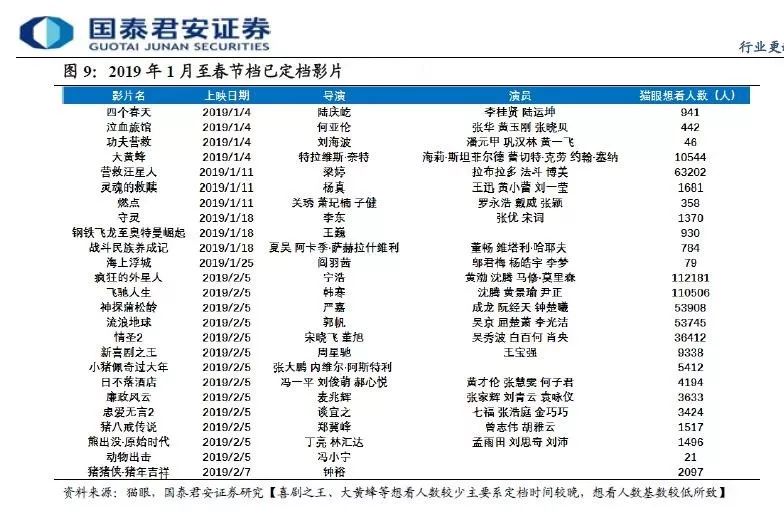 国泰君安证券
GUOTAI JUNAN SECURITIES
行业更
图 9：2019 年 1 月至春节档已定档影片
影片名 上映日期 导演 演员 猫眼想看人数（人）
四个春天 2019/1/4 陆庆屹 李桂贤 陆运坤 941
泣血旅馆 2019/1/4 何亚伦 张华 黄玉刚 张晓贝 442
功夫营救 2019/1/4 刘海波 潘元甲 巩汉林 黄一飞 46
大黄蜂 2019/1/4 特拉维斯·奈特 海莉·斯坦菲尔德 蕾切特·克劳 约翰·塞纳 10544
营救汪星人 2019/1/11 梁婷 拉布拉多 法斗 博美 63202
灵魂的救赎 2019/1/11 杨真 王迅 黄小蕾 刘一莹 1681
燃点 2019/1/11 关琇 萧玘楠 子健 罗永浩 戴威 张颖 358
守灵 2019/1/18 李东 张优 宋词 1370
钢铁飞龙至奥特曼崛起 2019/1/18 王巍 930
战斗民族养成记 2019/1/18 夏昊 阿卡季·萨赫拉什维利 董畅 维塔利·哈耶夫 784
海上浮城 2019/1/25 阎羽茜 邬君梅 杨皓宇 李梦 79
疯狂的外星人 2019/2/5 宁浩 黄渤 沈腾 马修·莫里森 112181
飞驰人生 2019/2/5 韩寒 沈腾 黄景瑜 尹正 110506
神探蒲松龄 2019/2/5 严嘉 成龙 阮经天 钟楚曦 53908
流浪地球 2019/2/5 郭帆 吴京 屈楚萧 李光洁 53745
情圣2 2019/2/5 宋晓飞 董旭 吴秀波 白百何 肖央 36412
新喜剧之王 2019/2/5 周星驰 王宝强 9338
小猪佩奇过大年 2019/2/5 张大鹏 内维尔·阿斯特利 5412
日不落酒店 2019/2/5 冯一平 刘俊萌 郝心悦 黄才伦 张慧雯 何子君 4194
廉政风云 2019/2/5 麦兆辉 张家辉 刘青云 袁咏仪 3633
忠爱无言2 2019/2/5 谈宜之 七福 张浩庭 金巧巧 3424
猪八戒传说 2019/2/5 郑冀峰 曾志伟 胡雅云 1517
熊出没·原始时代 2019/2/5 丁亮 林汇达 孟雨田 刘思奇 刘沛 1496
动物出击 2019/2/5 冯小宁 21
猪猪侠·猪年吉祥 2019/2/7 钟裕 2097
资料来源：猫眼，国泰君安证券研究【喜剧之王、大黄蜂等想看人数较少主要系定档时间较晚，想看人数基数较低所致】